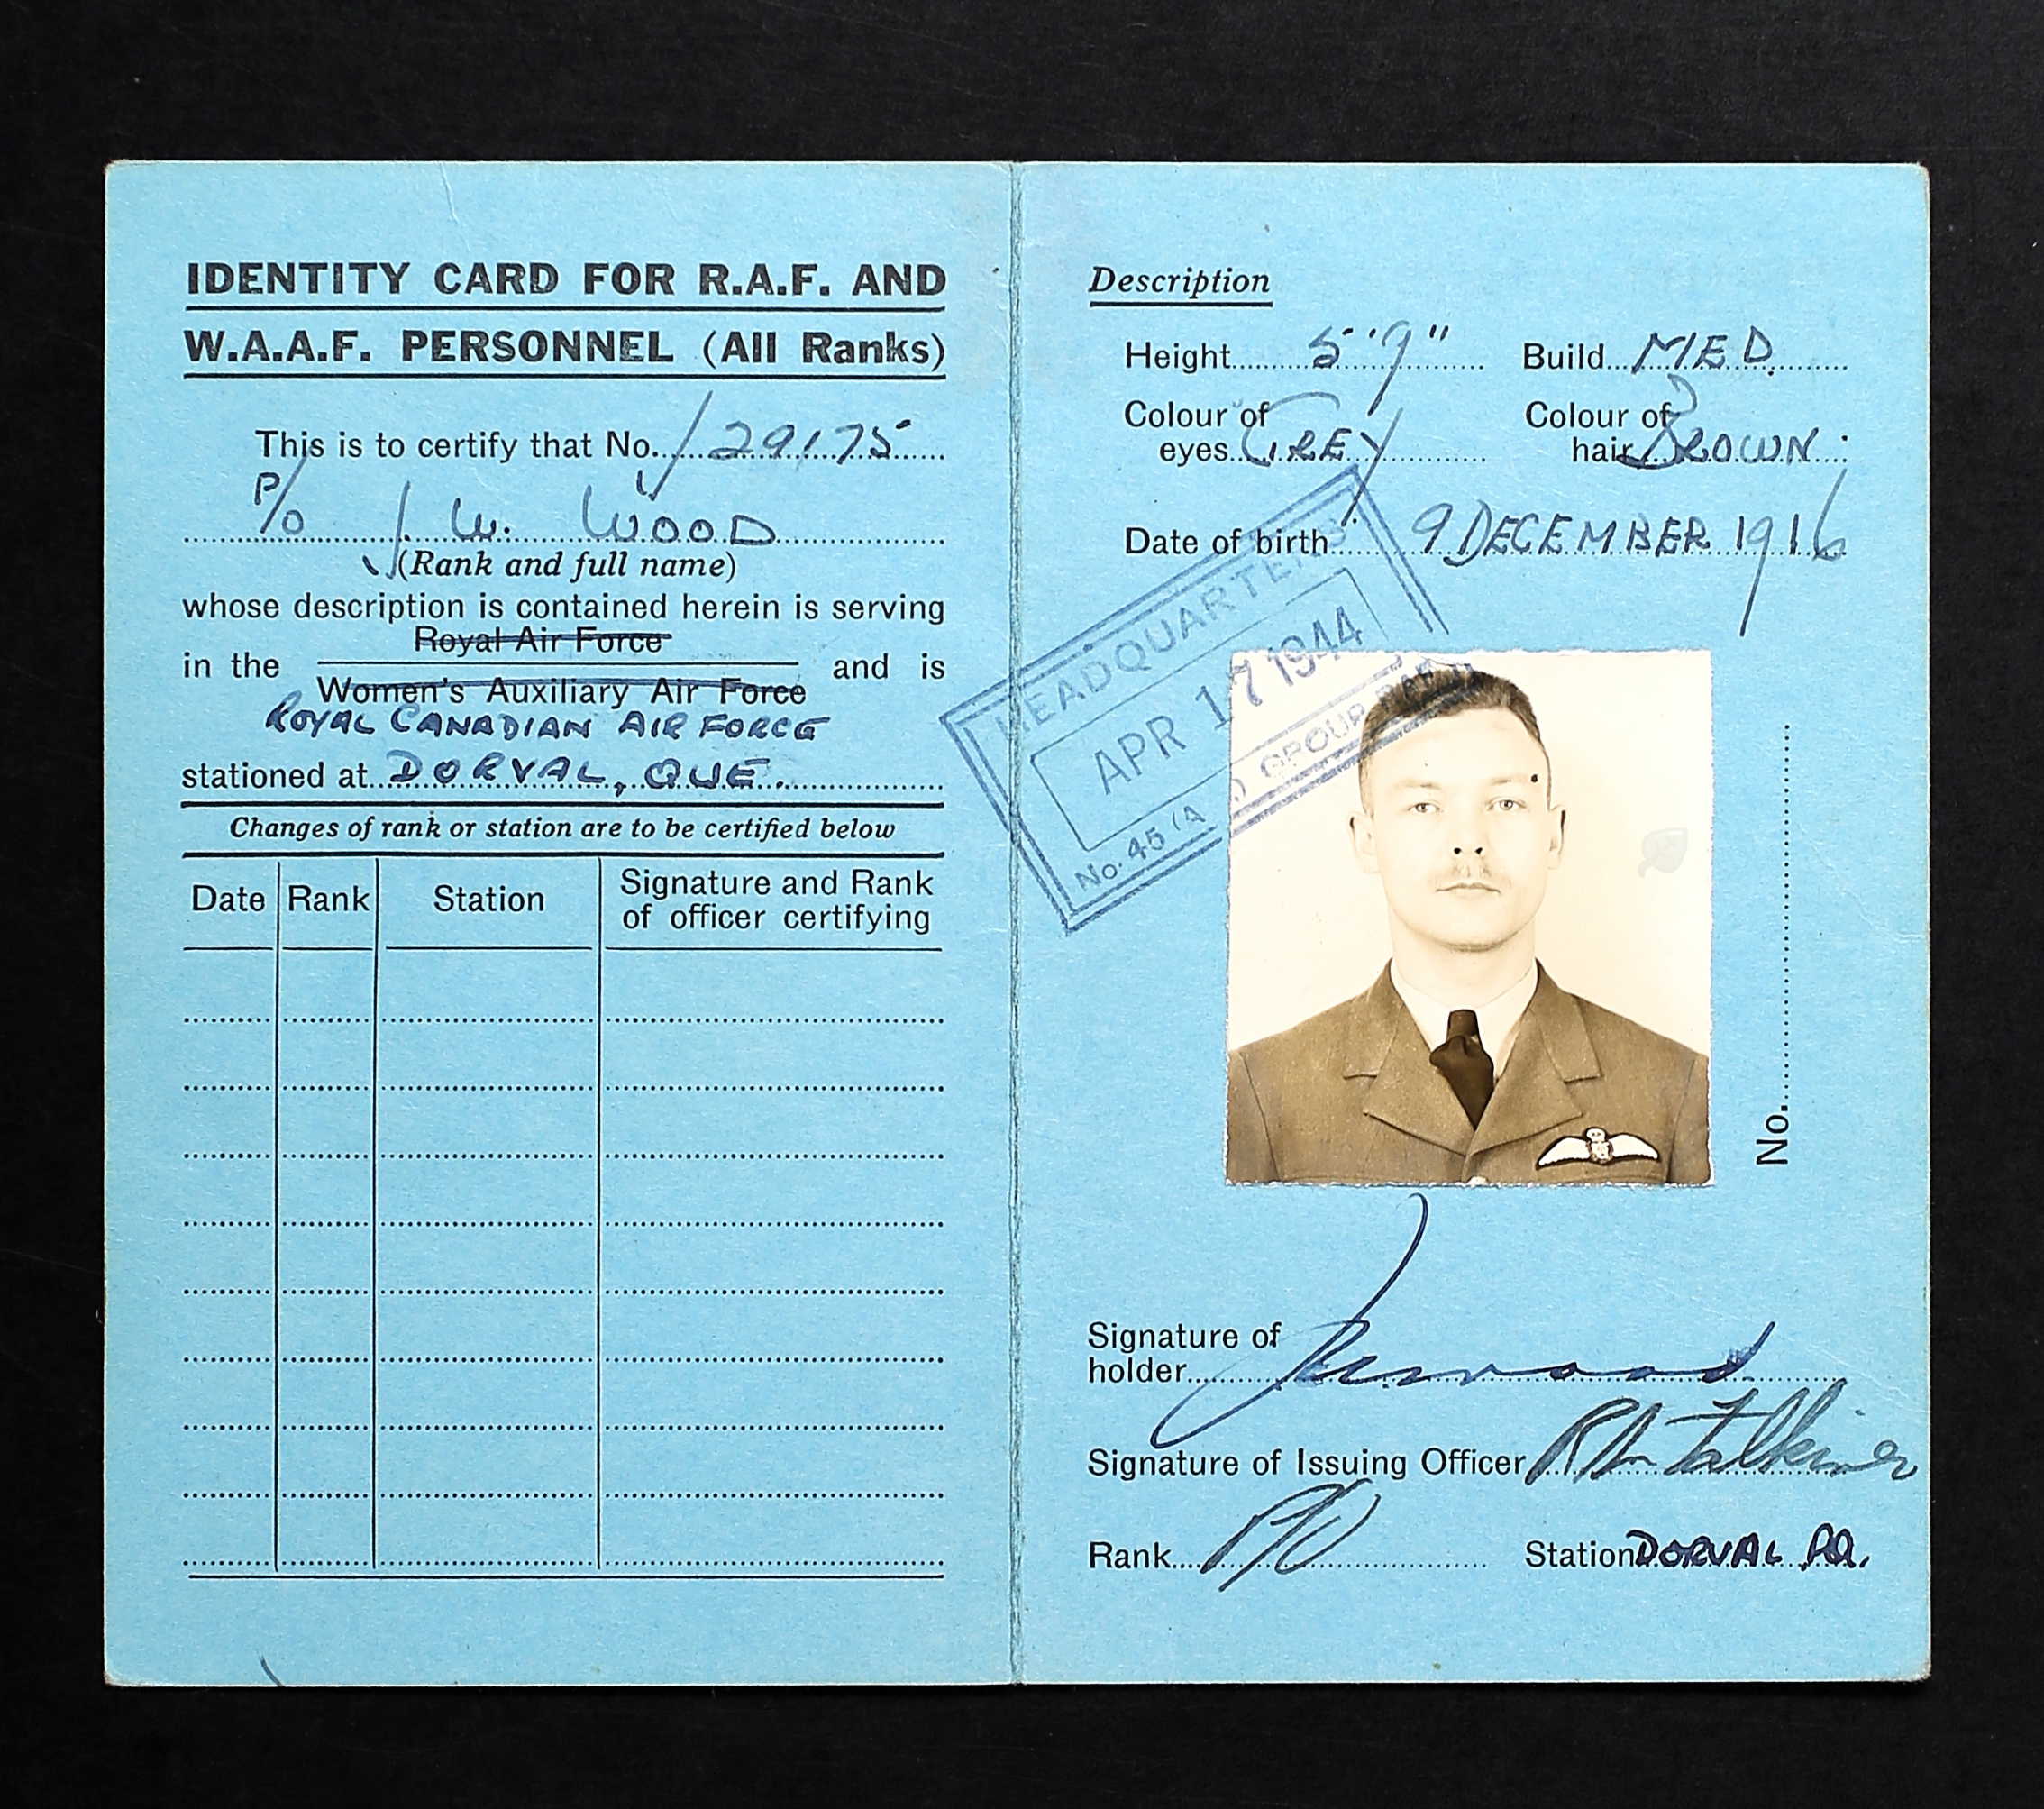 IDENTITY CARD FOR R.A.F. AND
W.A.A.F. PERSONNEL (All Ranks)
This is to certify that No. J29175
P/O J. W. WOOD
(Rank and full name)
whose description is contained herein is serving
Royal Air Force
in the and is
Women's Auxiliary Air Force
ROYAL CANADIAN AIR FORCE
stationed at DORVAL, QUE.
Changes of rank or station are to be certified below
Date Rank Station Signature and Rank
of officer certifying
Description
Height 5' 9" Build MED.
Colour of Colour of
eyes GREY hair BROWN
Date of birth 9 DECEMBER 1916
HEADQUARTERS
APR 17 1944
No. 45 (A ) GROUP RAF
No.
Signature of
holder JWWood
Signature of Issuing Officer
Rank P/O Station DORVAL P.Q.